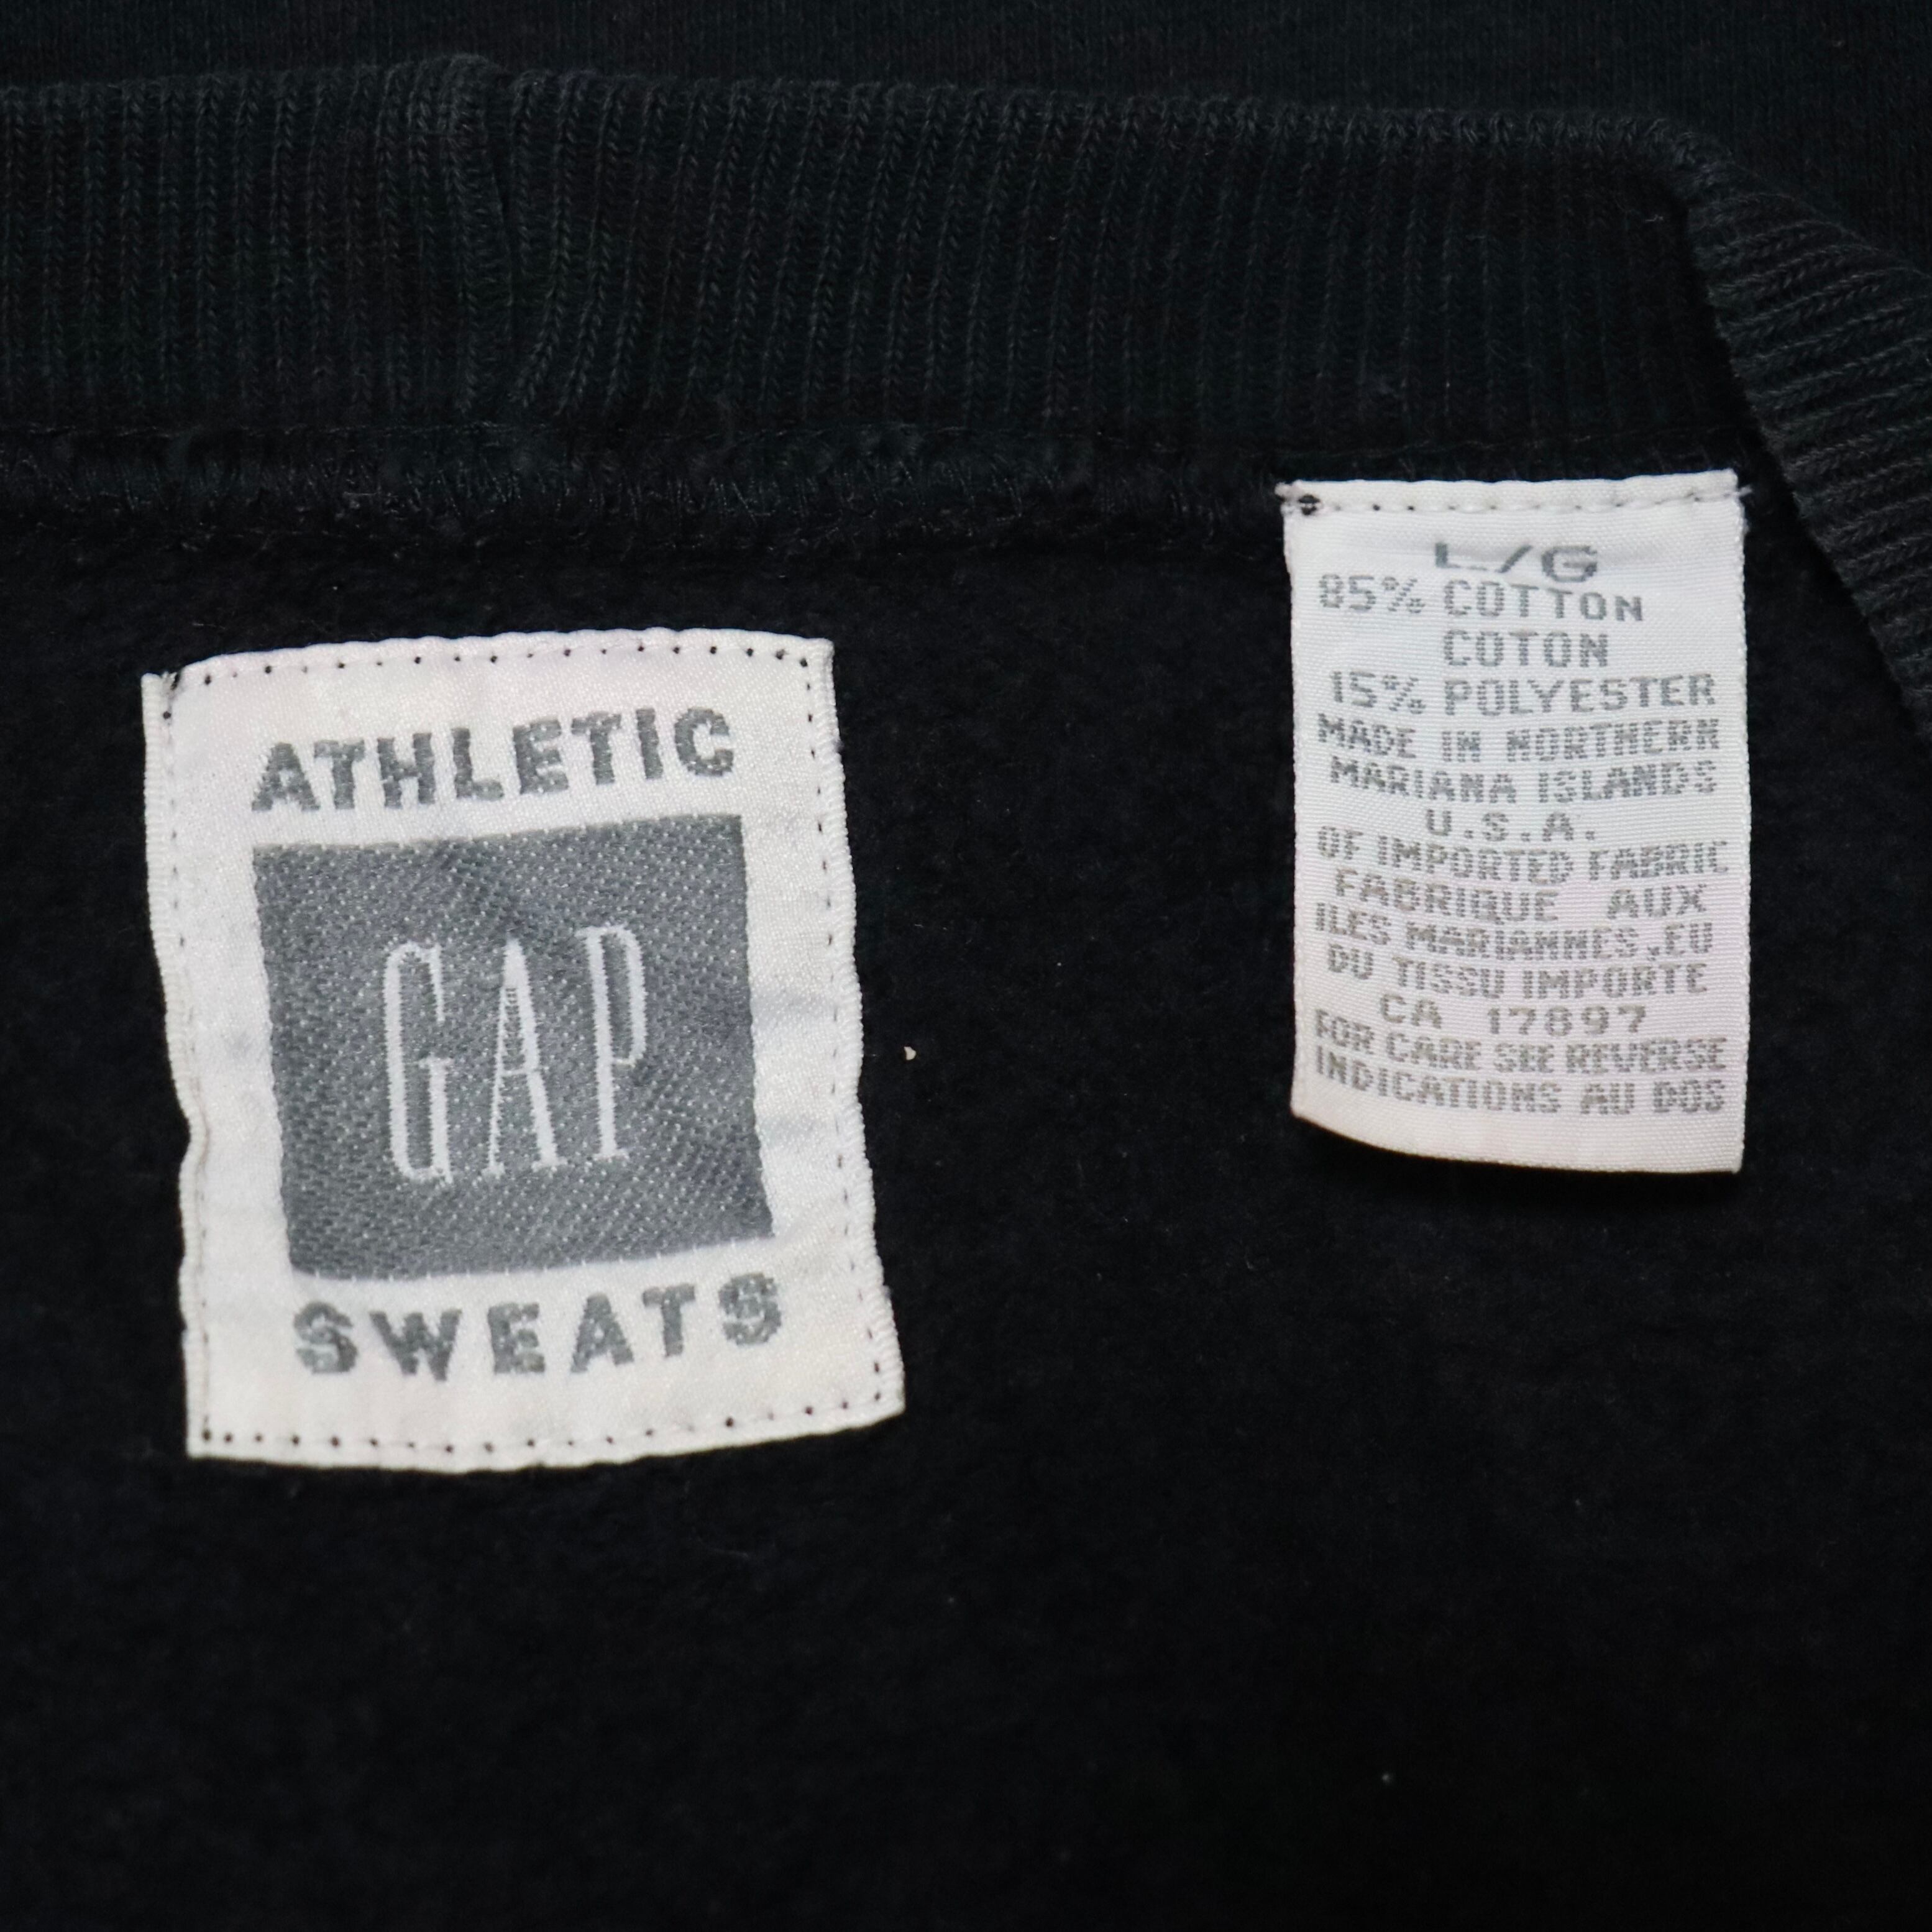 ATHLETIC
GAP
SWEATS
L/G
85% COTTON
COTON
15% POLYESTER
MADE IN NORTHERN
MARIANA ISLANDS
U.S.A.
OF IMPORTED FABRIC
FABRIQUE AUX
ILES MARIANNES,EU
DU TISSU IMPORTE
CA 17897
FOR CARE SEE REVERSE
INDICATIONS AU DOS